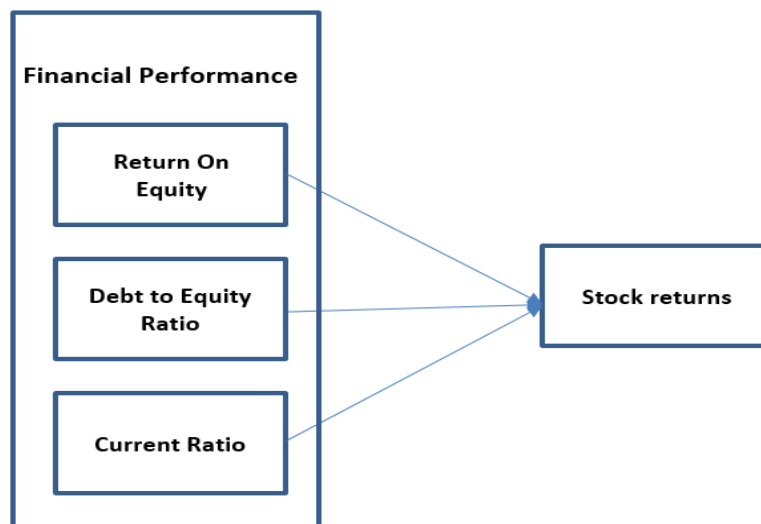 Financial Performance
Return On
Equity
Debt to Equity
Ratio
Current Ratio
Stock returns